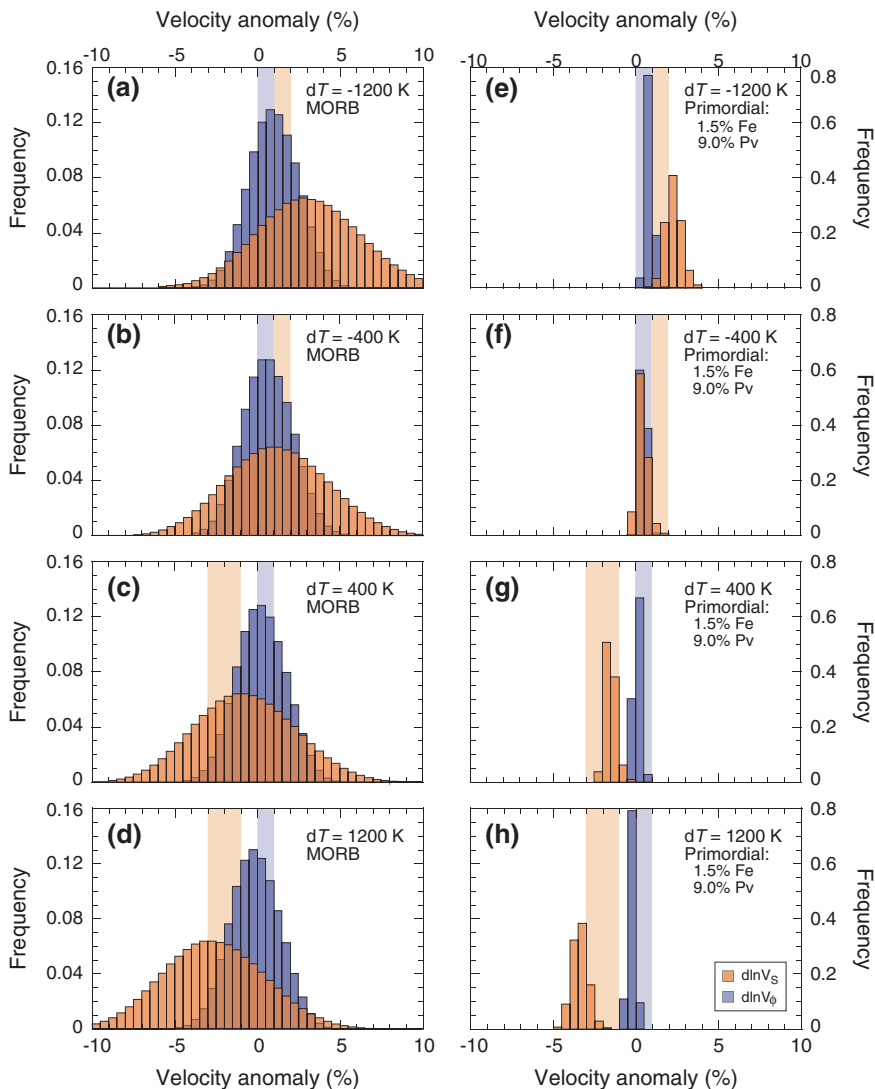 Velocity anomaly (%)
Velocity anomaly (%)
-10 -5 0 5 10
-10 -5 0 5 10
0.16
0.12
0.08
0.04
0
Frequency
(a)
dT = -1200 K
MORB
(e)
dT = -1200 K
Primordial:
1.5% Fe
9.0% Pv
0.8
0.6
0.4
0.2
0
Frequency
0.16
0.12
0.08
0.04
0
Frequency
(b)
dT = -400 K
MORB
(f)
dT = -400 K
Primordial:
1.5% Fe
9.0% Pv
0.8
0.6
0.4
0.2
0
Frequency
0.16
0.12
0.08
0.04
0
Frequency
(c)
dT = 400 K
MORB
(g)
dT = 400 K
Primordial:
1.5% Fe
9.0% Pv
0.8
0.6
0.4
0.2
0
Frequency
0.16
0.12
0.08
0.04
0
Frequency
(d)
dT = 1200 K
MORB
(h)
dT = 1200 K
Primordial:
1.5% Fe
9.0% Pv
dlnV_S
dlnV_ϕ
0.8
0.6
0.4
0.2
0
Frequency
-10 -5 0 5 10
-10 -5 0 5 10
Velocity anomaly (%)
Velocity anomaly (%)